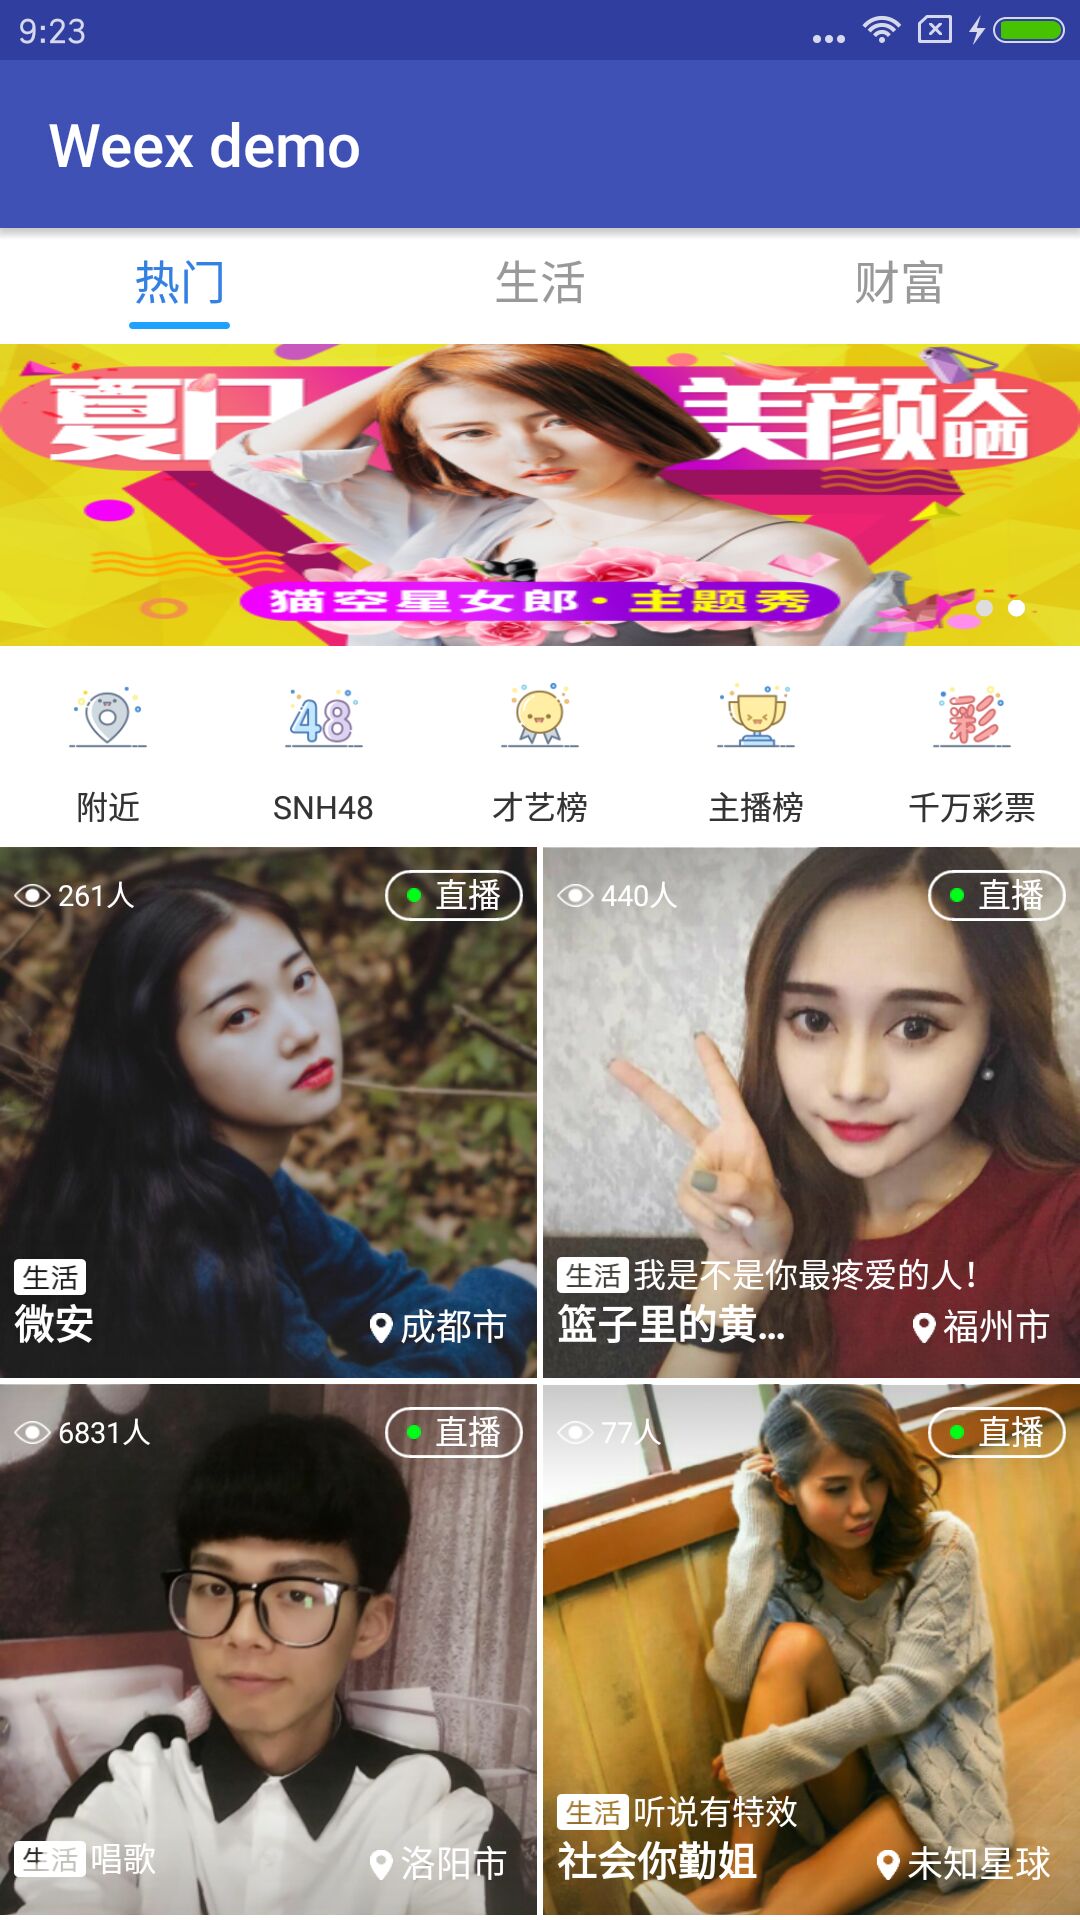 9:23
Weex demo
热门 生活 财富
夏日 美颜大晒
猫空星女郎·主题秀
48 彩
附近 SNH48 才艺榜 主播榜 千万彩票
261人 直播
440人 直播
生活
微安 成都市
生活 我是不是你最疼爱的人!
篮子里的黄... 福州市
6831人 直播
77人 直播
生活 唱歌
洛阳市
生活 听说有特效
社会你勤姐 未知星球